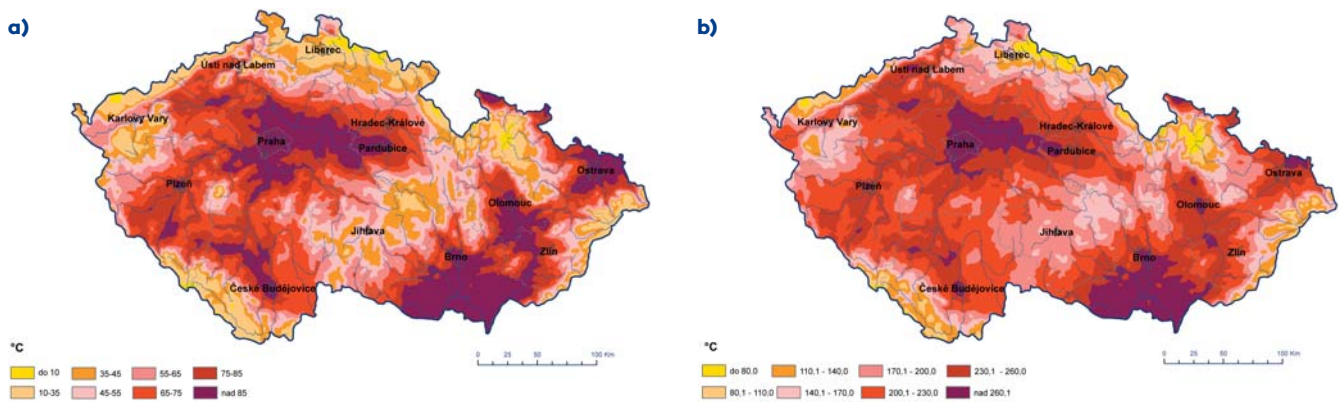 a)
Liberec
Ústí nad Labem
Karlovy Vary
Hradec-Králové
Praha
Pardubice
Ostrava
Plzeň
Olomouc
Jihlava
Brno
Zlín
České Budějovice
°C
do 10
35-45
55-65
75-85
10-35
45-55
65-75
nad 85
0 25 50 100 Km
b)
Liberec
Ústí nad Labem
Karlovy Vary
Hradec-Králové
Praha
Pardubice
Ostrava
Plzeň
Olomouc
Jihlava
Brno
Zlín
České Budějovice
°C
do 80,0
110,1 - 140,0
170,1 - 200,0
230,1 - 260,0
80,1 - 110,0
140,1 - 170,0
200,1 - 230,0
nad 260,1
0 25 50 100 Km